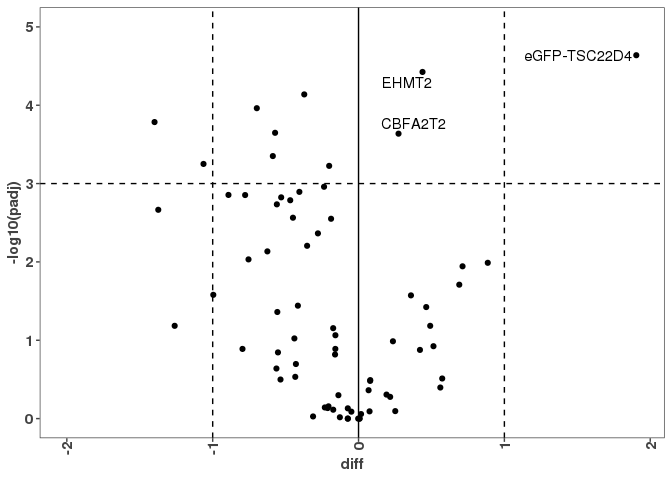 5
eGFP-TSC22D4
EHMT2
4
CBFA2T2
3
-log10(padj)
2
1
0
-2
-1
0
1
2
diff